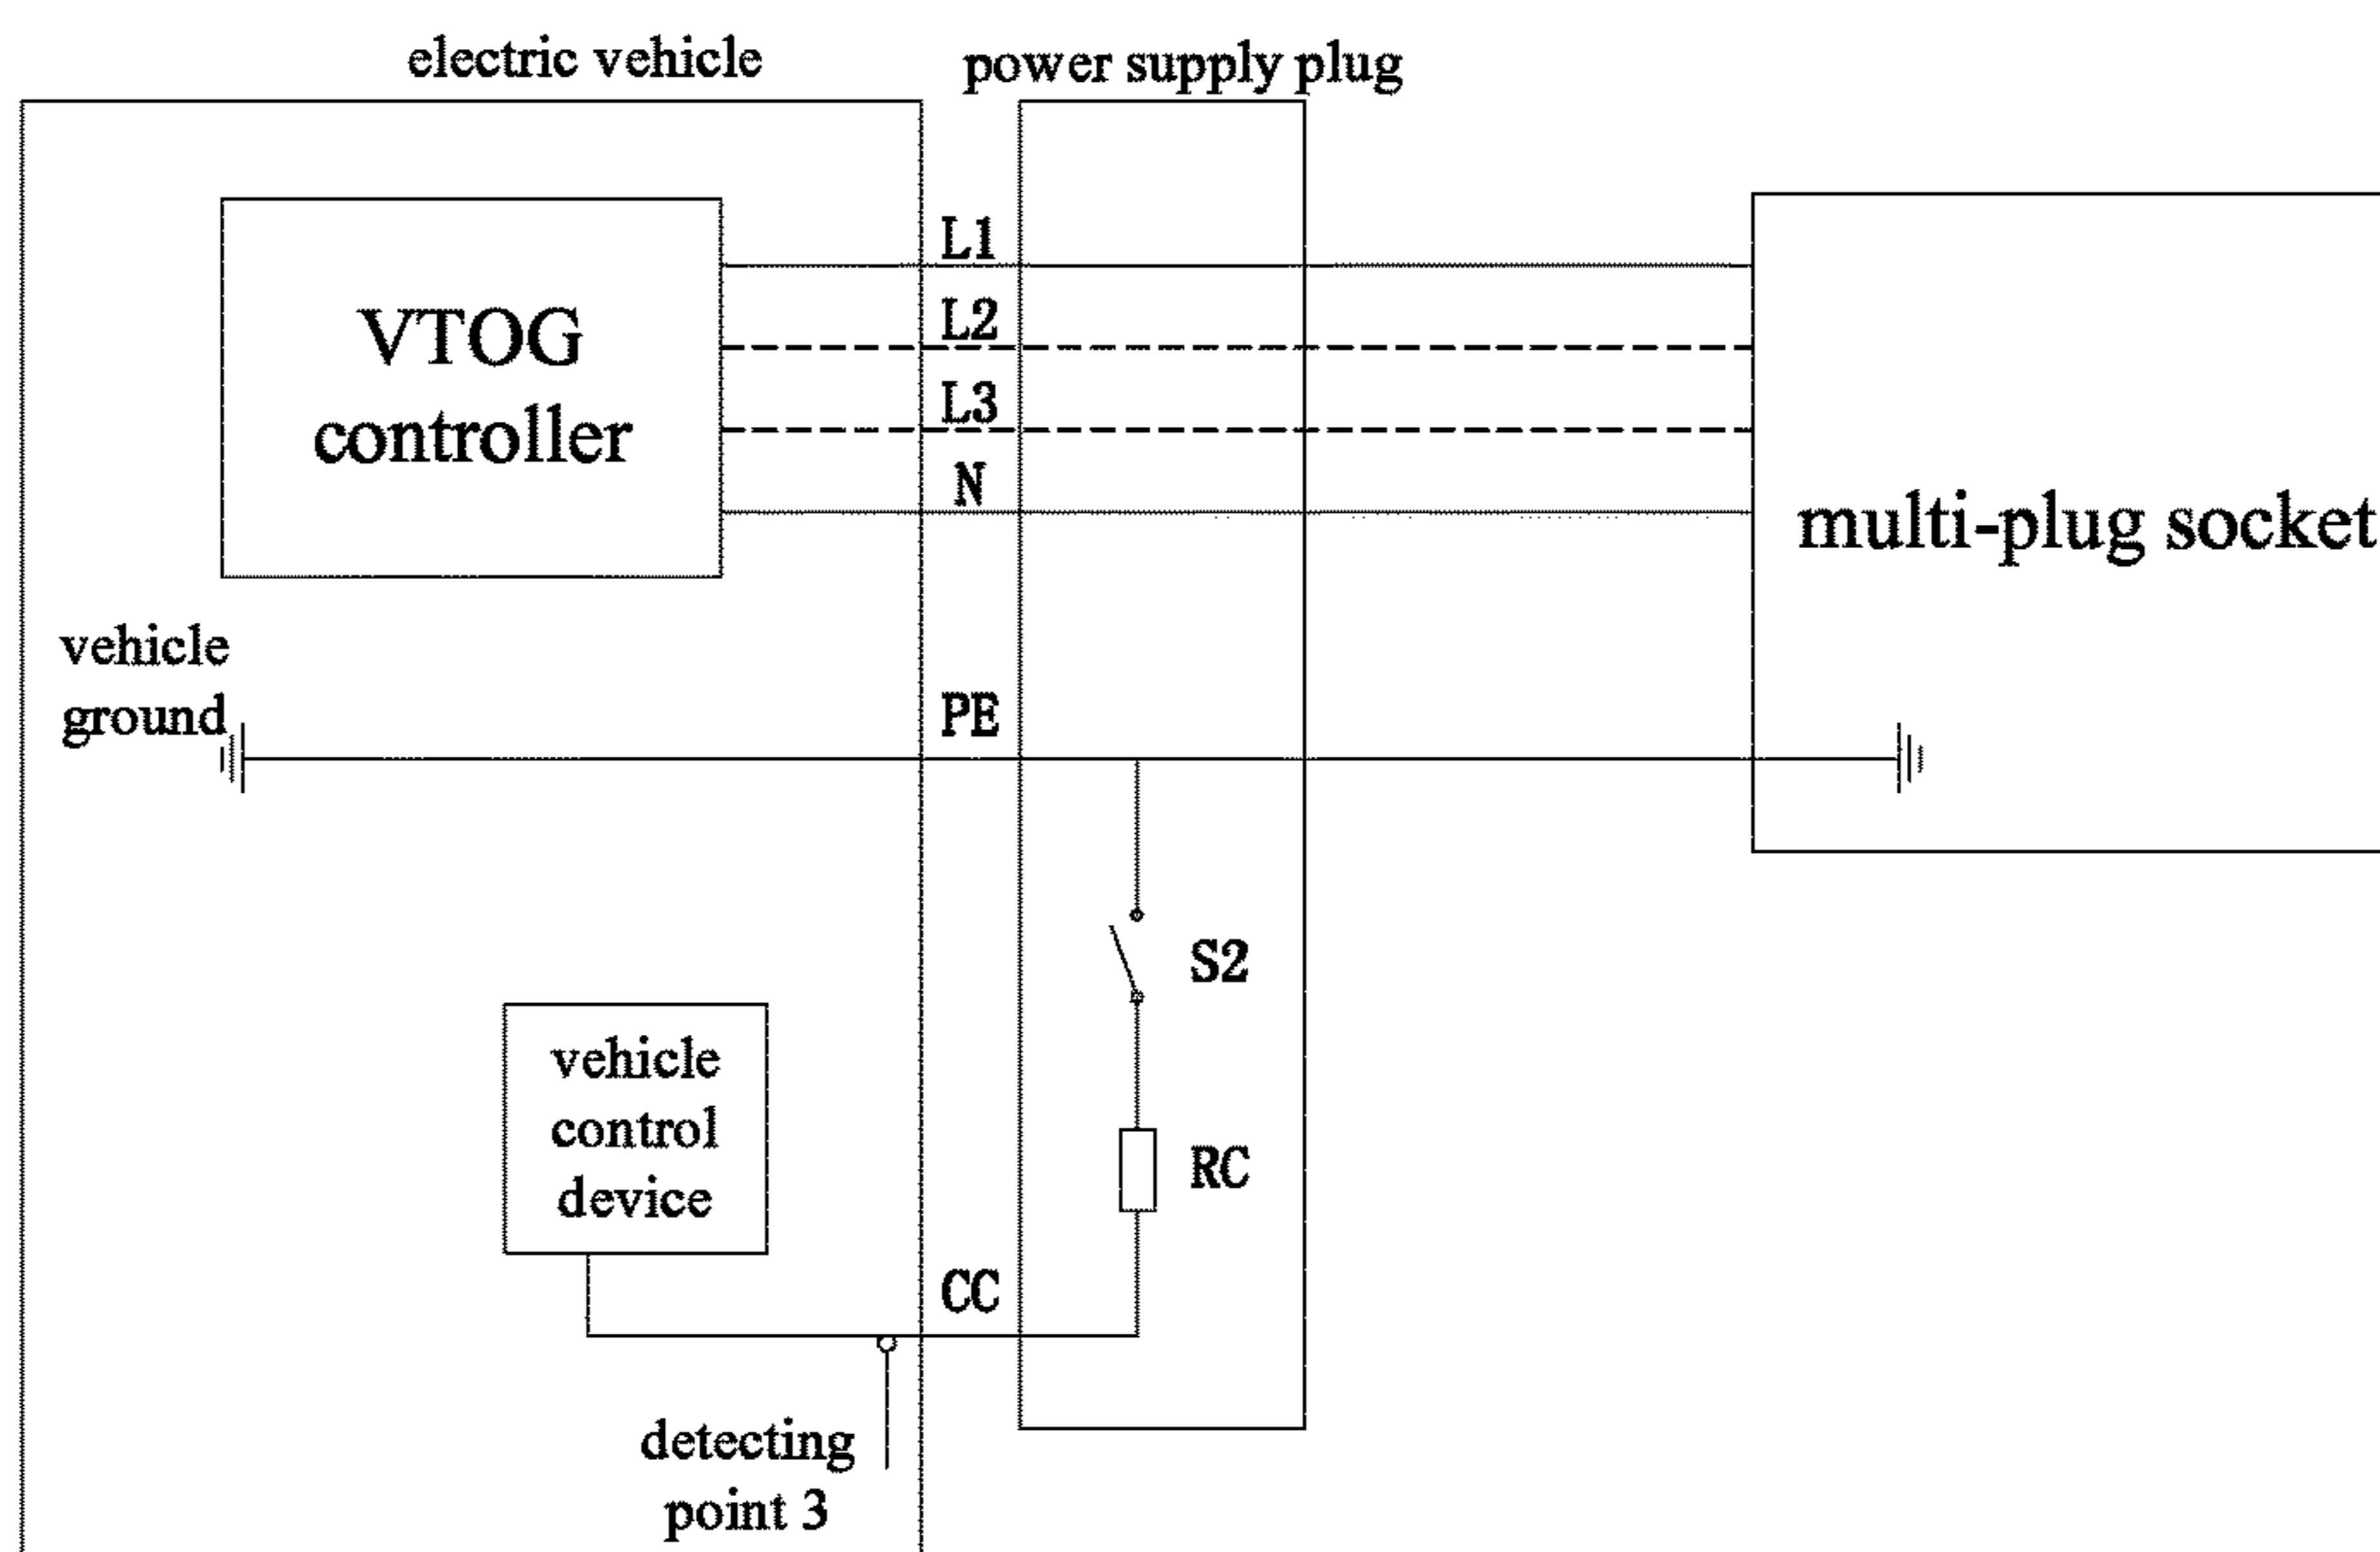 electric vehicle
power supply plug
VTOG
controller
L1
L2
L3
N
multi-plug socket
vehicle
ground
PE
S2
vehicle
control
device
RC
CC
detecting
point 3